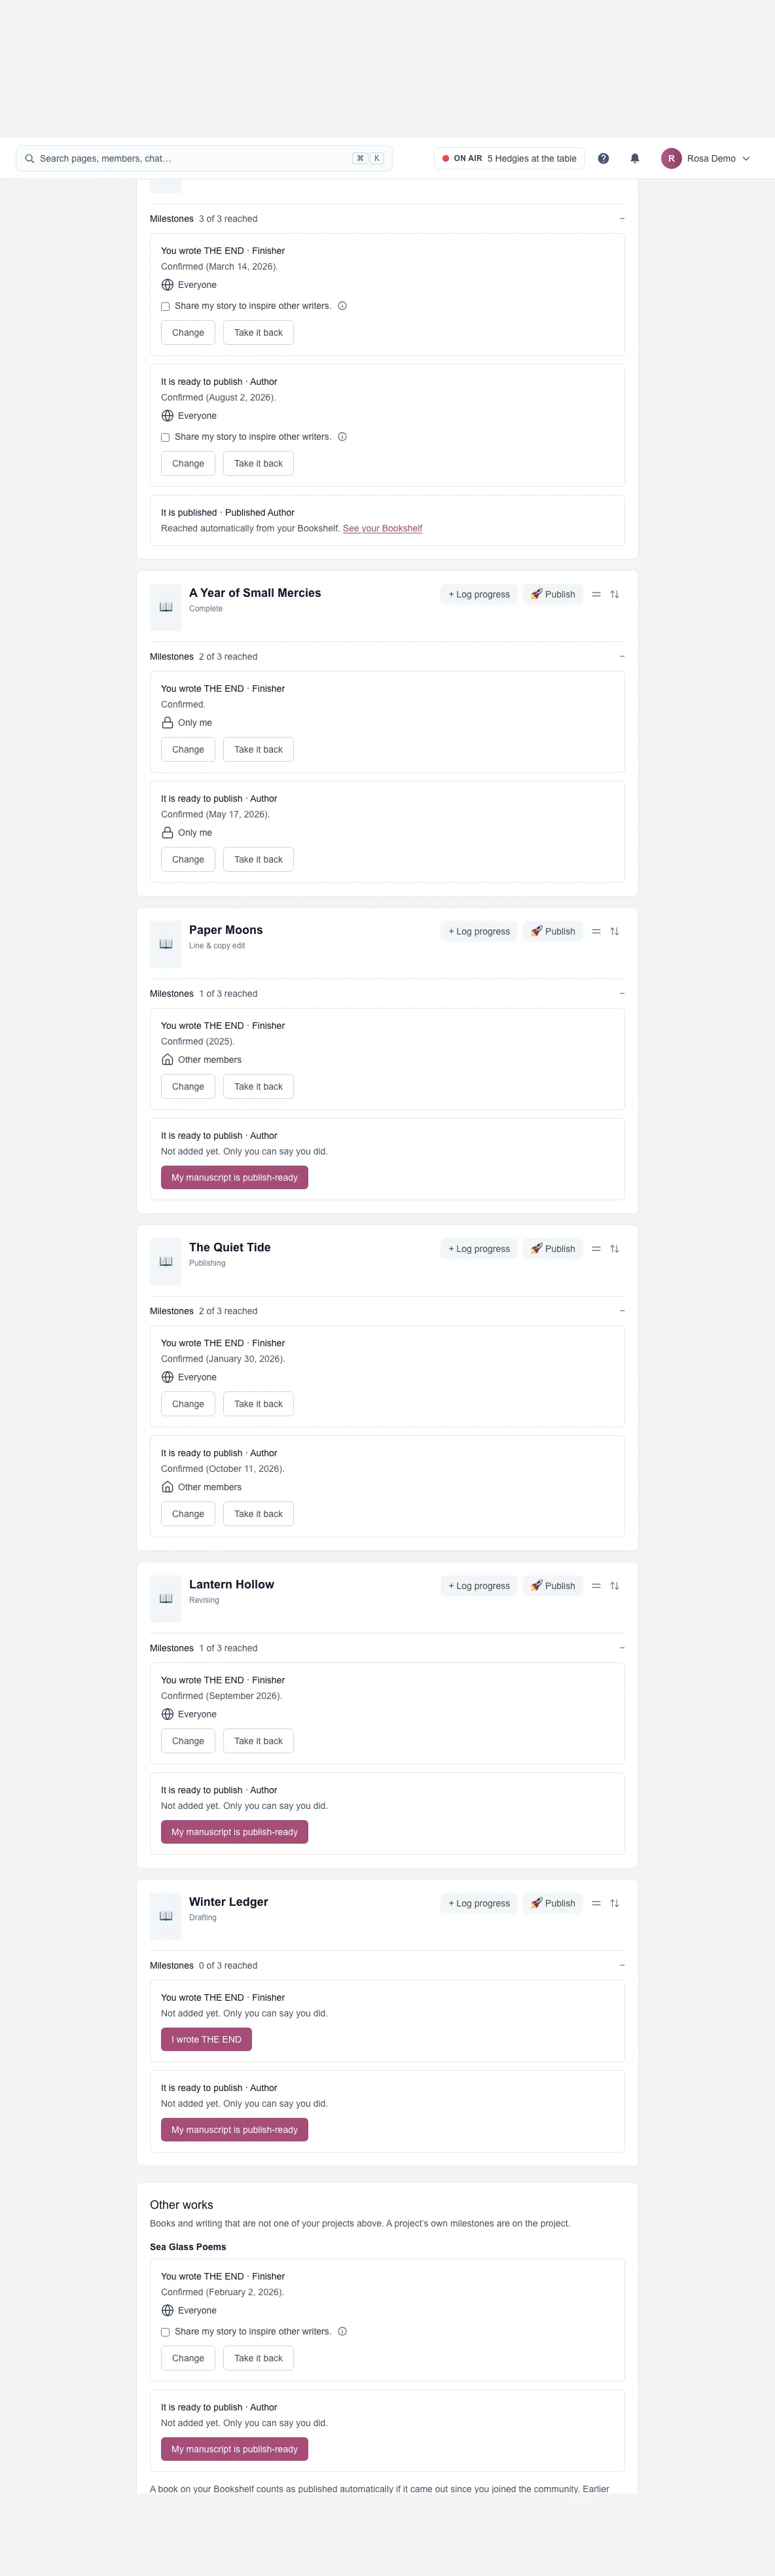 Search pages, members, chat… ⌘ K
ON AIR 5 Hedgies at the table
R Rosa Demo
Milestones 3 of 3 reached –
You wrote THE END · Finisher
Confirmed (March 14, 2026).
Everyone
Share my story to inspire other writers.
Change Take it back
It is ready to publish · Author
Confirmed (August 2, 2026).
Everyone
Share my story to inspire other writers.
Change Take it back
It is published · Published Author
Reached automatically from your Bookshelf. See your Bookshelf
A Year of Small Mercies
Complete
+ Log progress 🚀 Publish
Milestones 2 of 3 reached –
You wrote THE END · Finisher
Confirmed.
Only me
Change Take it back
It is ready to publish · Author
Confirmed (May 17, 2026).
Only me
Change Take it back
Paper Moons
Line & copy edit
+ Log progress 🚀 Publish
Milestones 1 of 3 reached –
You wrote THE END · Finisher
Confirmed (2025).
Other members
Change Take it back
It is ready to publish · Author
Not added yet. Only you can say you did.
My manuscript is publish-ready
The Quiet Tide
Publishing
+ Log progress 🚀 Publish
Milestones 2 of 3 reached –
You wrote THE END · Finisher
Confirmed (January 30, 2026).
Everyone
Change Take it back
It is ready to publish · Author
Confirmed (October 11, 2026).
Other members
Change Take it back
Lantern Hollow
Revising
+ Log progress 🚀 Publish
Milestones 1 of 3 reached –
You wrote THE END · Finisher
Confirmed (September 2026).
Everyone
Change Take it back
It is ready to publish · Author
Not added yet. Only you can say you did.
My manuscript is publish-ready
Winter Ledger
Drafting
+ Log progress 🚀 Publish
Milestones 0 of 3 reached –
You wrote THE END · Finisher
Not added yet. Only you can say you did.
I wrote THE END
It is ready to publish · Author
Not added yet. Only you can say you did.
My manuscript is publish-ready
Other works
Books and writing that are not one of your projects above. A project's own milestones are on the project.
Sea Glass Poems
You wrote THE END · Finisher
Confirmed (February 2, 2026).
Everyone
Share my story to inspire other writers.
Change Take it back
It is ready to publish · Author
Not added yet. Only you can say you did.
My manuscript is publish-ready
A book on your Bookshelf counts as published automatically if it came out since you joined the community. Earlier